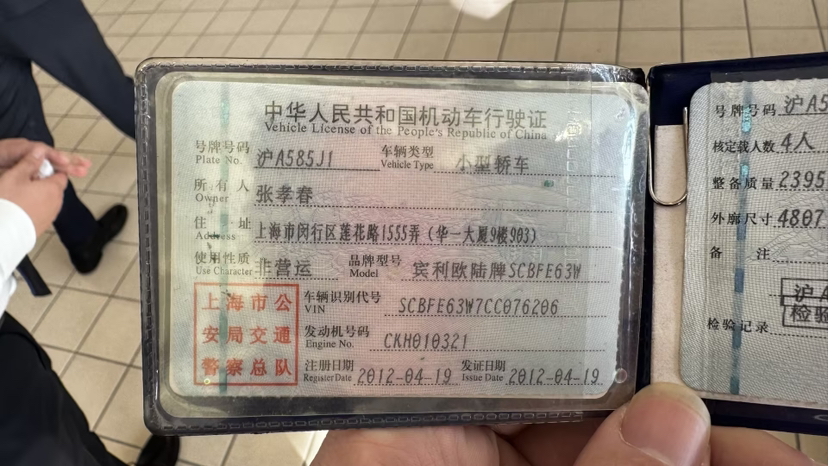 中华人民共和国机动车行驶证
Vehicle License of the People's Republic of China
号牌号码 沪A585J1 车辆类型 小型轿车
Plate No. Vehicle Type
所有人 张孝春
Owner
住址 上海市闵行区莲花路1555弄(华一大厦9楼903)
Address
使用性质 非营运 品牌型号 宾利欧陆牌SCBFE63W
Use Character Model
上海市公安局交通警察总队
车辆识别代号 SCBFE63W7CC076206
VIN
发动机号码 CKH010321
Engine No.
注册日期 2012-04-19 发证日期 2012-04-19
Register Date Issue Date
号牌号码 沪A5
核定载人数 4人
整备质量 2395
外廓尺寸 4807
备注
沪A
检验
检验记录